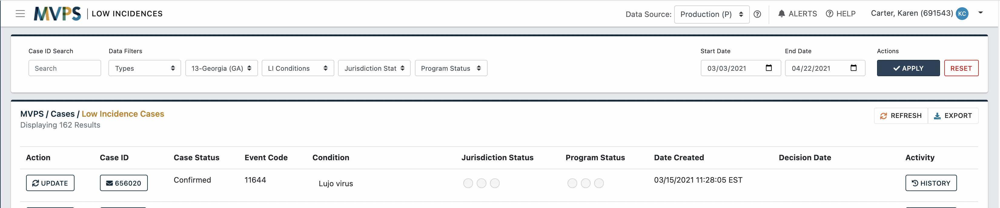 MVPS | LOW INCIDENCES
Data Source: Production (P) ? ALERTS ? HELP Carter, Karen (691543) KC
Case ID Search Data Filters Start Date End Date Actions
Search Types 13-Georgia (GA) LI Conditions Jurisdiction Stat Program Status 03/03/2021 04/22/2021 APPLY RESET
MVPS / Cases / Low Incidence Cases
Displaying 162 Results
REFRESH EXPORT
Action Case ID Case Status Event Code Condition Jurisdiction Status Program Status Date Created Decision Date Activity
UPDATE 656020 Confirmed 11644 Lujo virus 03/15/2021 11:28:05 EST HISTORY